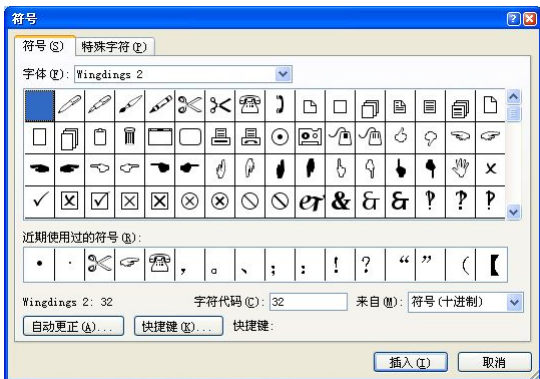 符号
符号(S) 特殊字符(P)
字体(F): Wingdings 2
近期使用过的符号(R):
• · ✂ ☞ ☎ , 。 、 ; : ! ? “ ” ( 【
Wingdings 2: 32 字符代码(C): 32 来自(M): 符号(十进制)
自动更正(A)... 快捷键(K)... 快捷键:
插入(I) 取消